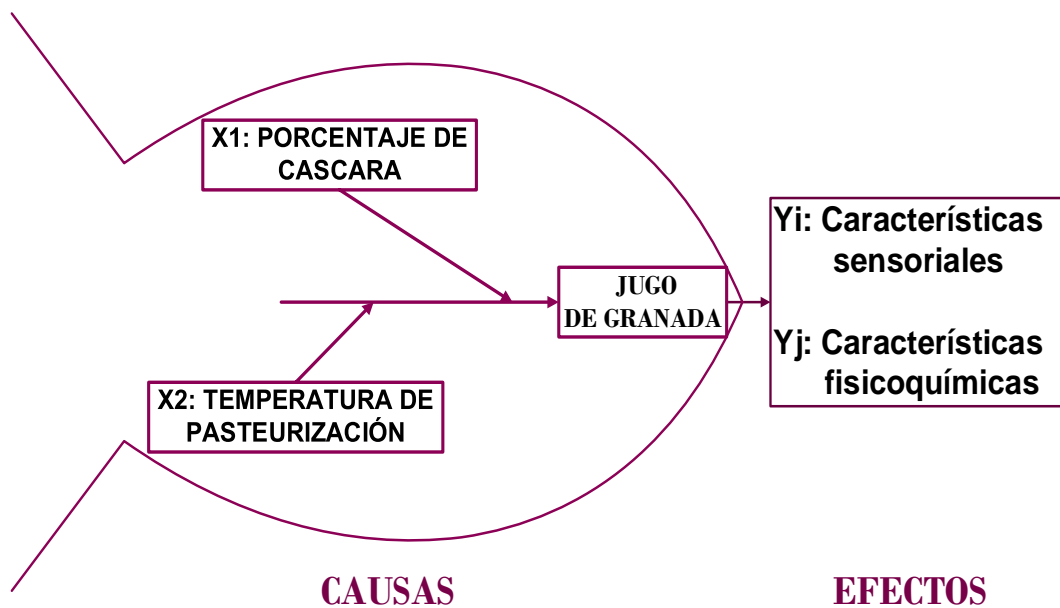 X1: PORCENTAJE DE
CASCARA
JUGO
DE GRANADA
X2: TEMPERATURA DE
PASTEURIZACIÓN
Yi: Características
sensoriales
Yj: Características
fisicoquímicas
CAUSAS
EFECTOS